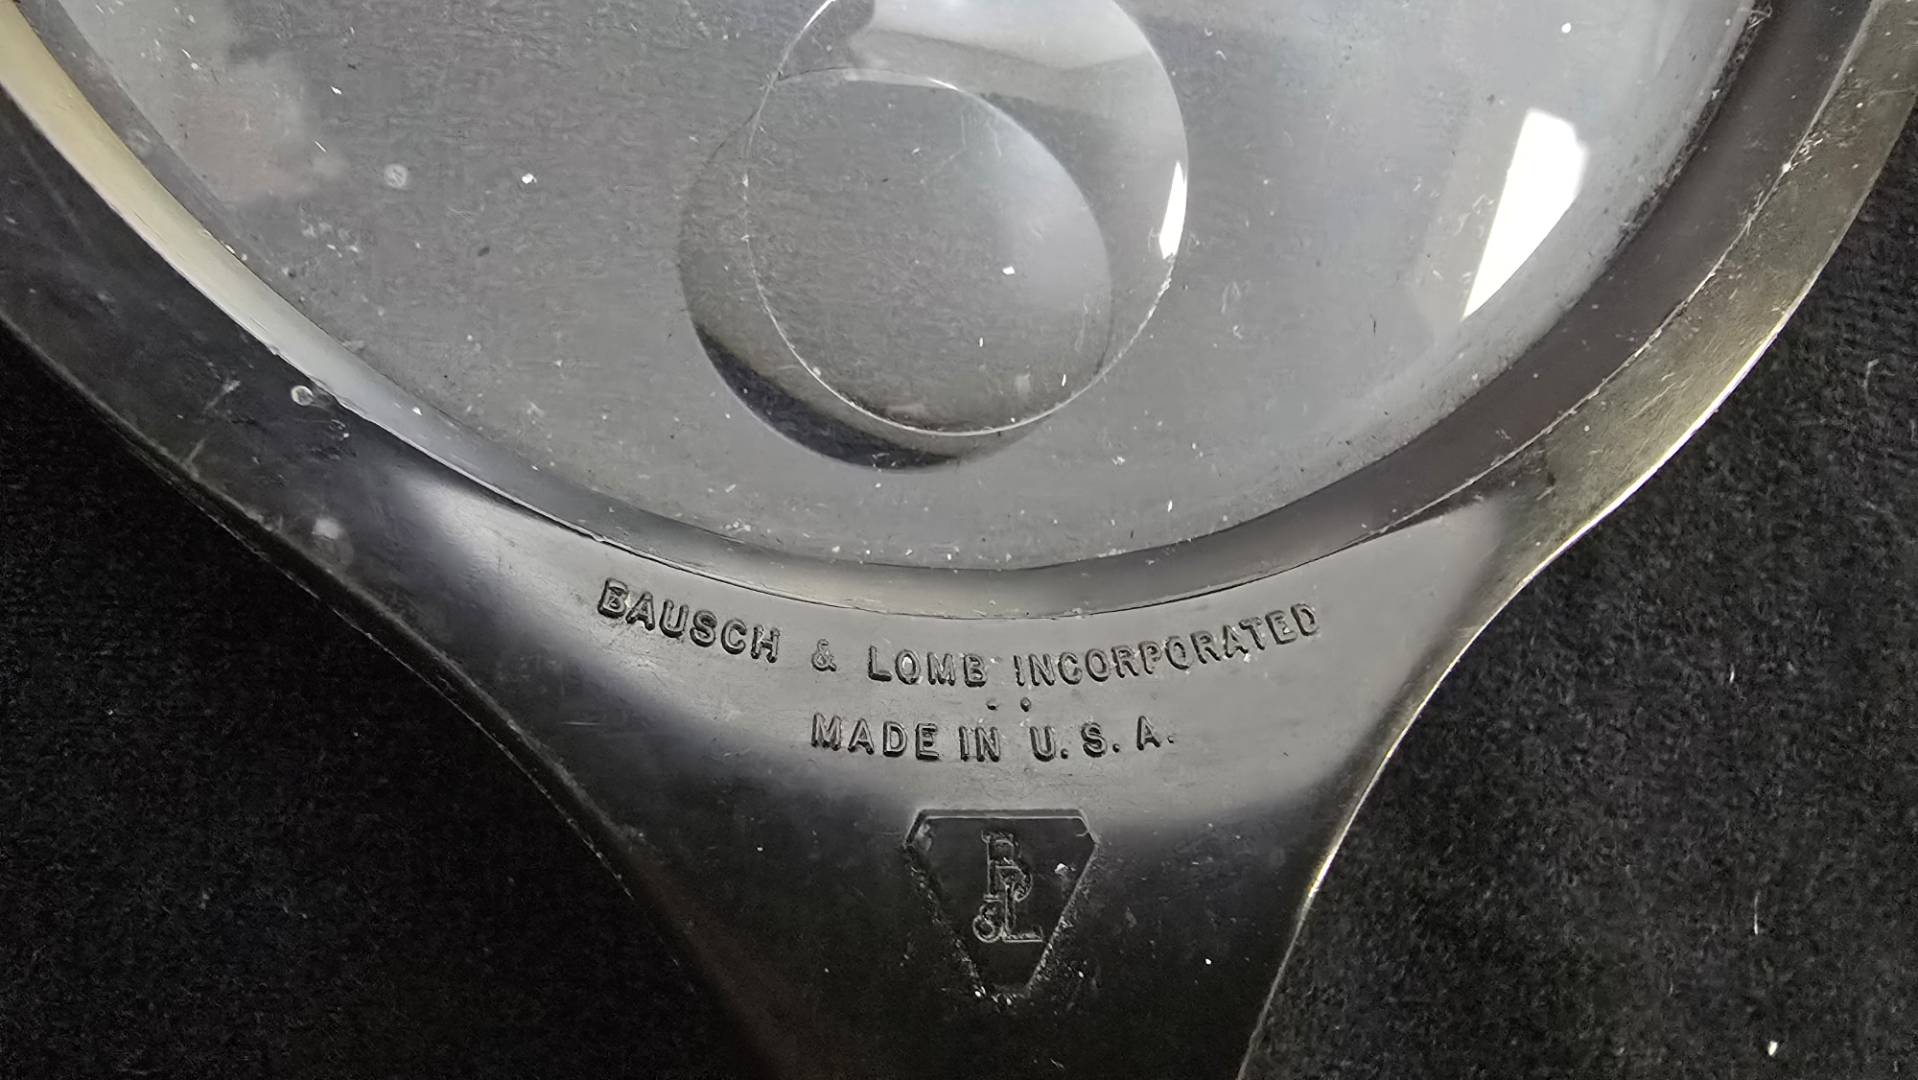 BAUSCH & LOMB INCORPORATED
MADE IN U.S.A.
B
&L